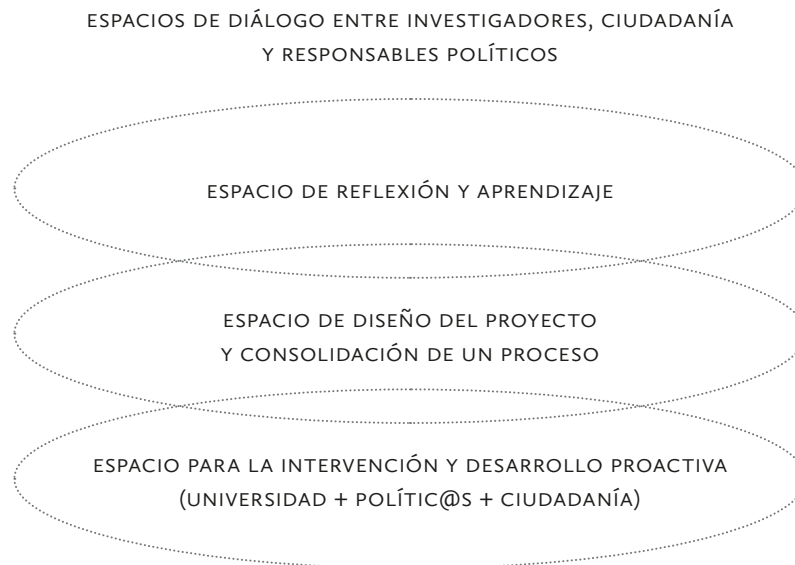 ESPACIOS DE DIÁLOGO ENTRE INVESTIGADORES, CIUDADANÍA
Y RESPONSABLES POLÍTICOS
ESPACIO DE REFLEXIÓN Y APRENDIZAJE
ESPACIO DE DISEÑO DEL PROYECTO
Y CONSOLIDACIÓN DE UN PROCESO
ESPACIO PARA LA INTERVENCIÓN Y DESARROLLO PROACTIVA
(UNIVERSIDAD + POLÍTIC@S + CIUDADANÍA)